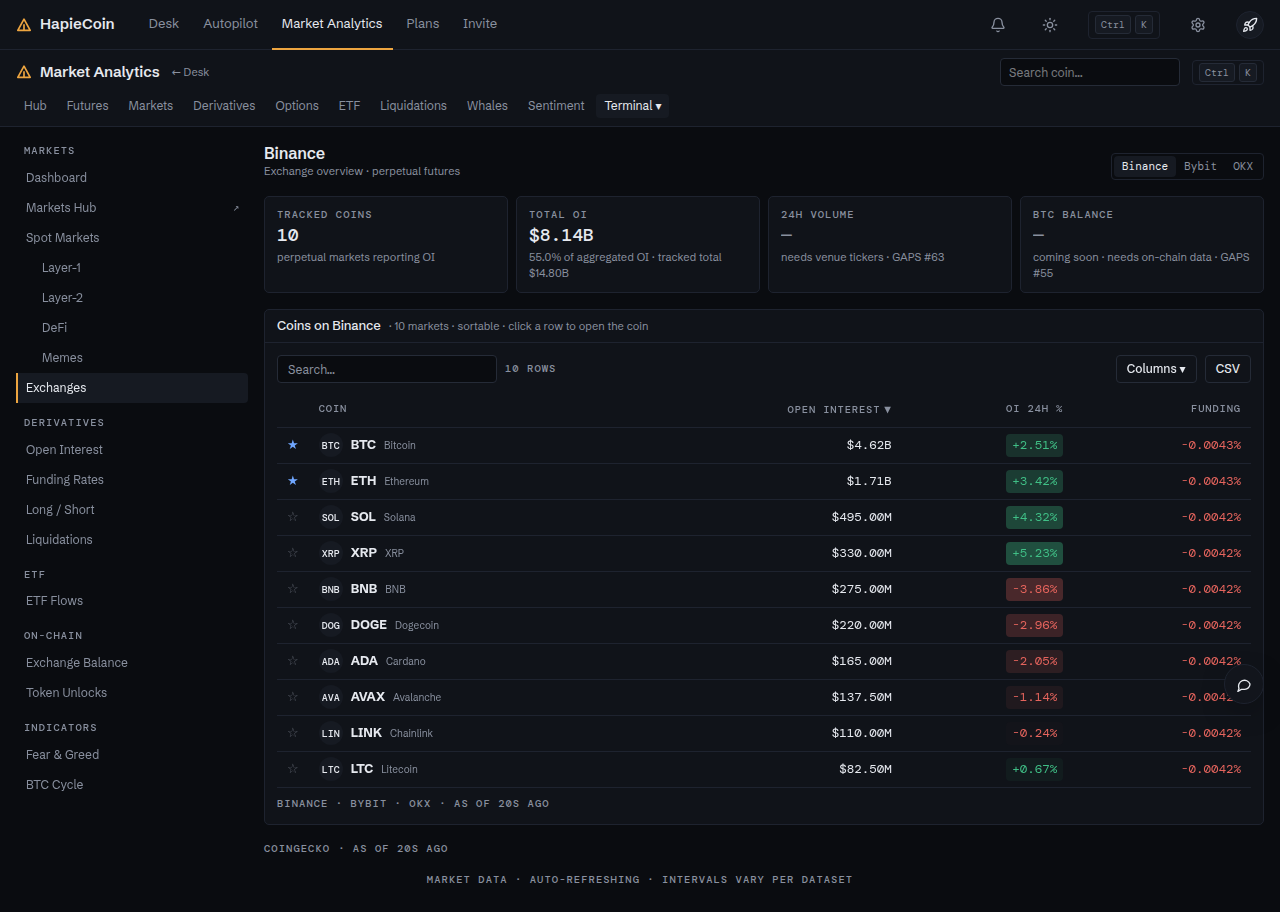 HapieCoin Desk Autopilot Market Analytics Plans Invite Ctrl K
Market Analytics ← Desk Search coin... Ctrl K
Hub Futures Markets Derivatives Options ETF Liquidations Whales Sentiment Terminal ▾
MARKETS
Dashboard
Markets Hub ↗
Spot Markets
Layer-1
Layer-2
DeFi
Memes
Exchanges
DERIVATIVES
Open Interest
Funding Rates
Long / Short
Liquidations
ETF
ETF Flows
ON-CHAIN
Exchange Balance
Token Unlocks
INDICATORS
Fear & Greed
BTC Cycle
Binance
Exchange overview · perpetual futures
Binance Bybit OKX
TRACKED COINS
10
perpetual markets reporting OI
TOTAL OI
$8.14B
55.0% of aggregated OI · tracked total
$14.80B
24H VOLUME
—
needs venue tickers · GAPS #63
BTC BALANCE
—
coming soon · needs on-chain data · GAPS
#55
Coins on Binance · 10 markets · sortable · click a row to open the coin
Search... 10 ROWS Columns ▾ CSV
COIN OPEN INTEREST ▼ OI 24H % FUNDING
★ BTC BTC Bitcoin $4.62B +2.51% -0.0043%
★ ETH ETH Ethereum $1.71B +3.42% -0.0043%
☆ SOL SOL Solana $495.00M +4.32% -0.0042%
☆ XRP XRP XRP $330.00M +5.23% -0.0042%
☆ BNB BNB BNB $275.00M -3.86% -0.0042%
☆ DOG DOGE Dogecoin $220.00M -2.96% -0.0042%
☆ ADA ADA Cardano $165.00M -2.05% -0.0042%
☆ AVA AVAX Avalanche $137.50M -1.14% -0.0042
☆ LIN LINK Chainlink $110.00M -0.24% -0.0042%
☆ LTC LTC Litecoin $82.50M +0.67% -0.0042%
BINANCE · BYBIT · OKX · AS OF 20S AGO
COINGECKO · AS OF 20S AGO
MARKET DATA · AUTO-REFRESHING · INTERVALS VARY PER DATASET